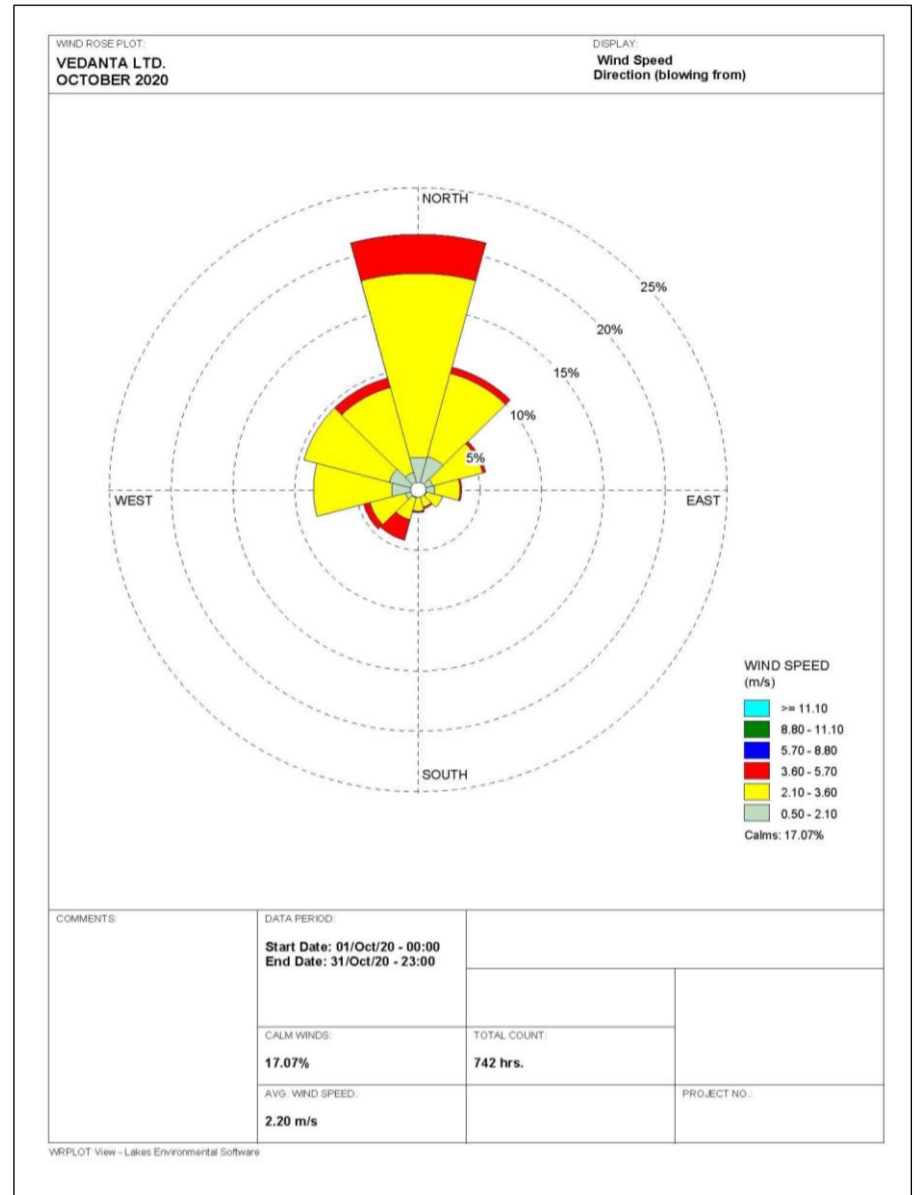 WIND ROSE PLOT:
VEDANTA LTD.
OCTOBER 2020
DISPLAY:
Wind Speed
Direction (blowing from)
NORTH
25%
20%
15%
10%
5%
WEST
EAST
SOUTH
WIND SPEED
(m/s)
>= 11.10
8.80 - 11.10
5.70 - 8.80
3.60 - 5.70
2.10 - 3.60
0.50 - 2.10
Calms: 17.07%
COMMENTS:
DATA PERIOD:
Start Date: 01/Oct/20 - 00:00
End Date: 31/Oct/20 - 23:00
CALM WINDS:
17.07%
TOTAL COUNT:
742 hrs.
AVG. WIND SPEED:
2.20 m/s
PROJECT NO.:
WRPLOT View - Lakes Environmental Software